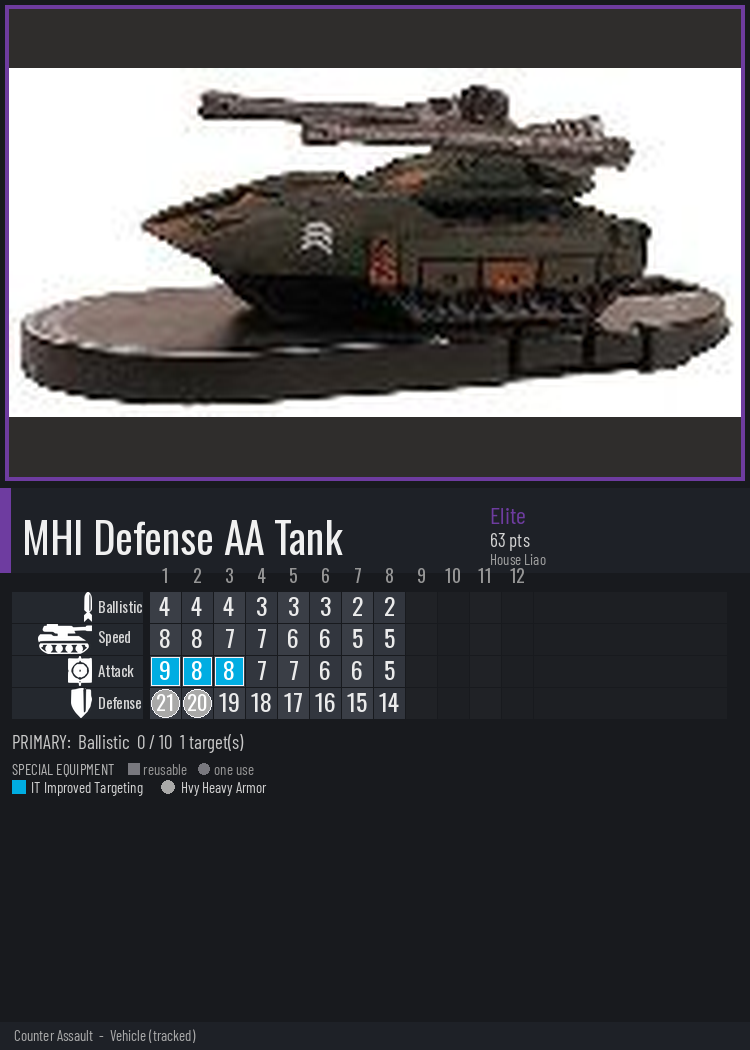 MHI Defense AA Tank
Elite
63 pts
House Liao
1 2 3 4 5 6 7 8 9 10 11 12
Ballistic 4 4 4 3 3 3 2 2
Speed 8 8 7 7 6 6 5 5
Attack 9 8 8 7 7 6 6 5
Defense 21 20 19 18 17 16 15 14
PRIMARY: Ballistic 0 / 10 1 target(s)
SPECIAL EQUIPMENT reusable one use
IT Improved Targeting Hvy Heavy Armor
Counter Assault - Vehicle (tracked)